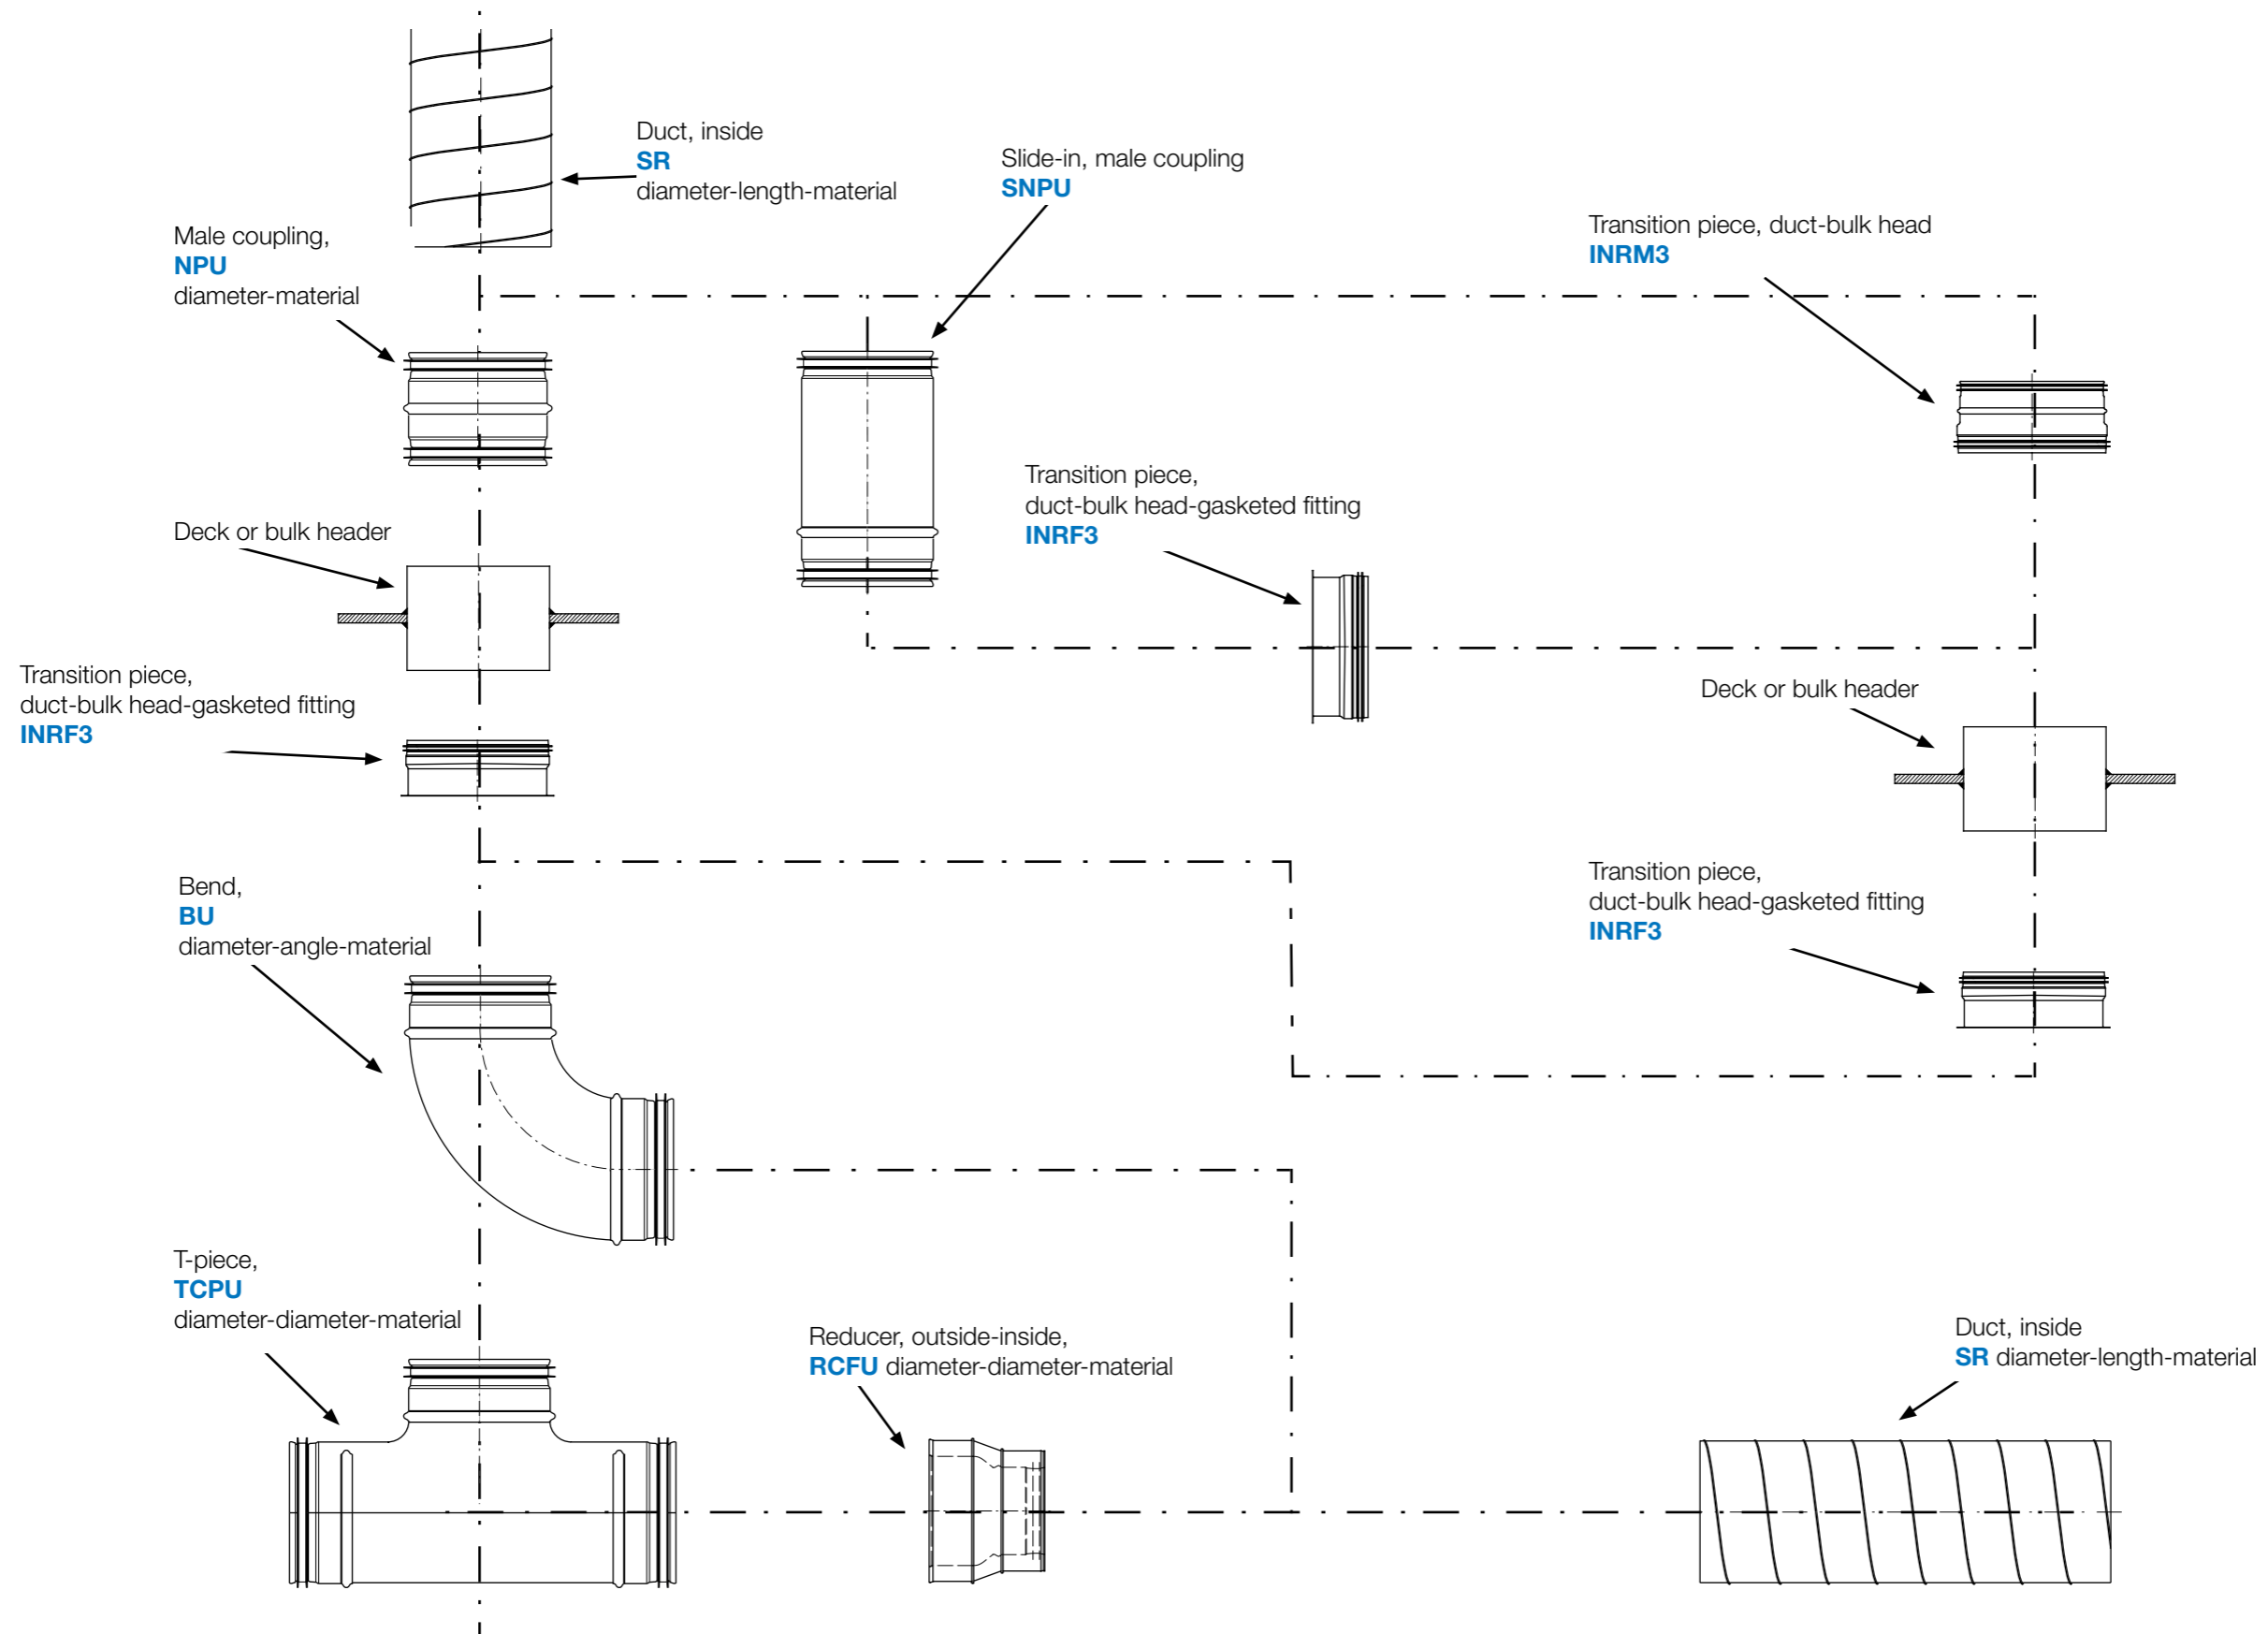 Duct, inside
SR
diameter-length-material
Slide-in, male coupling
SNPU
Transition piece, duct-bulk head
INRM3
Male coupling,
NPU
diameter-material
Transition piece,
duct-bulk head-gasketed fitting
INRF3
Deck or bulk header
Transition piece,
duct-bulk head-gasketed fitting
INRF3
Deck or bulk header
Bend,
BU
diameter-angle-material
Transition piece,
duct-bulk head-gasketed fitting
INRF3
T-piece,
TCPU
diameter-diameter-material
Reducer, outside-inside,
RCFU diameter-diameter-material
Duct, inside
SR diameter-length-material